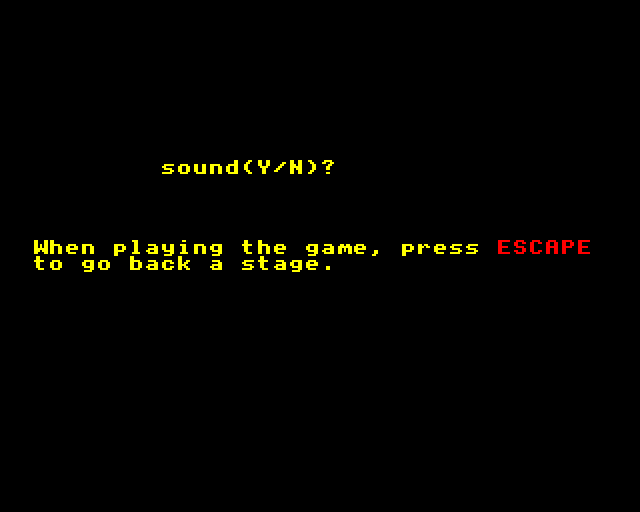 sound(Y/N)?
When playing the game, press ESCAPE
to go back a stage.